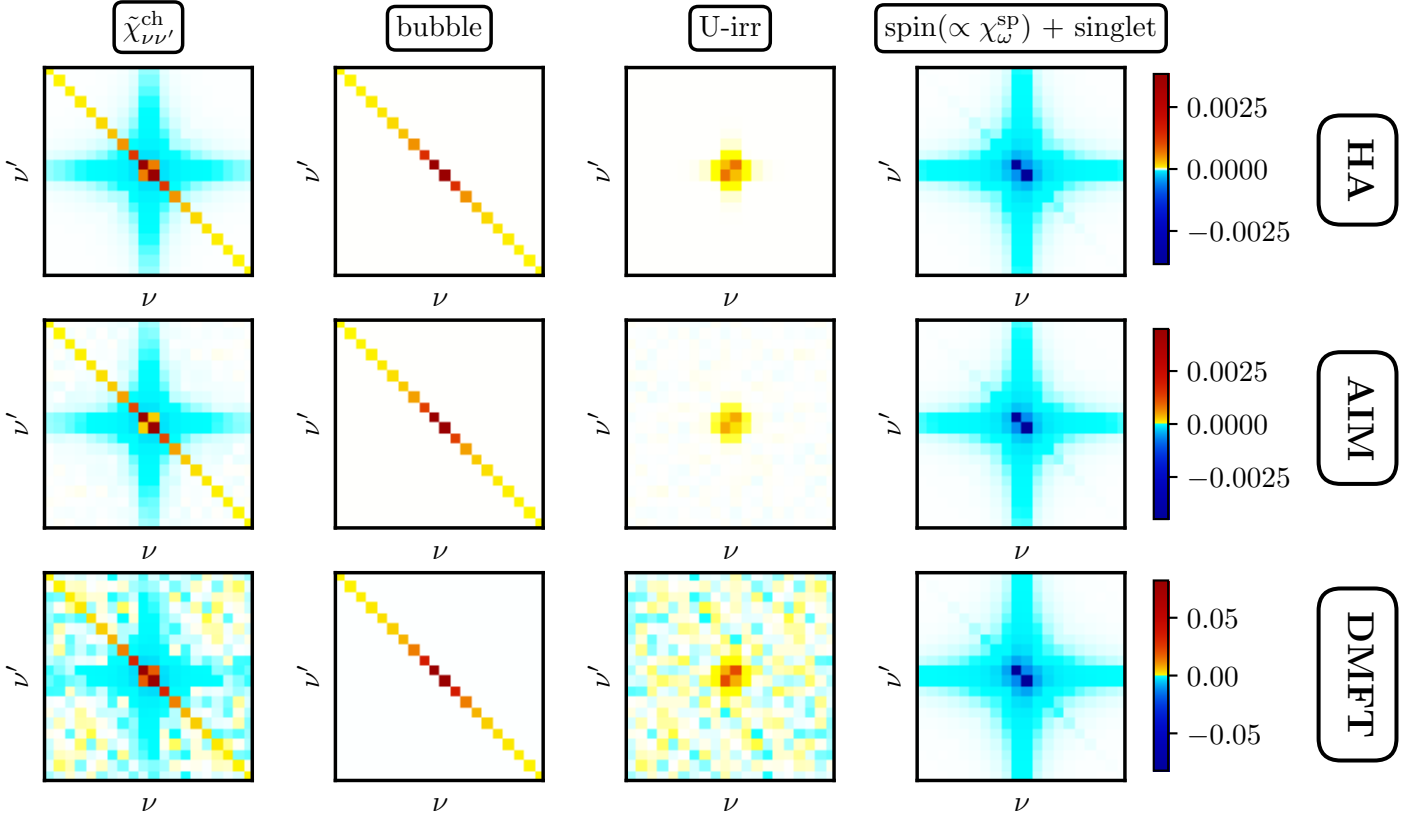 χ̃^ch_νν′ bubble U-irr spin(∝ χ^sp_ω) + singlet
ν′ ν′ ν′ ν′ 0.0025 0.0000 −0.0025 HA
ν ν ν ν
ν′ ν′ ν′ ν′ 0.0025 0.0000 −0.0025 AIM
ν ν ν ν
ν′ ν′ ν′ ν′ 0.05 0.00 −0.05 DMFT
ν ν ν ν